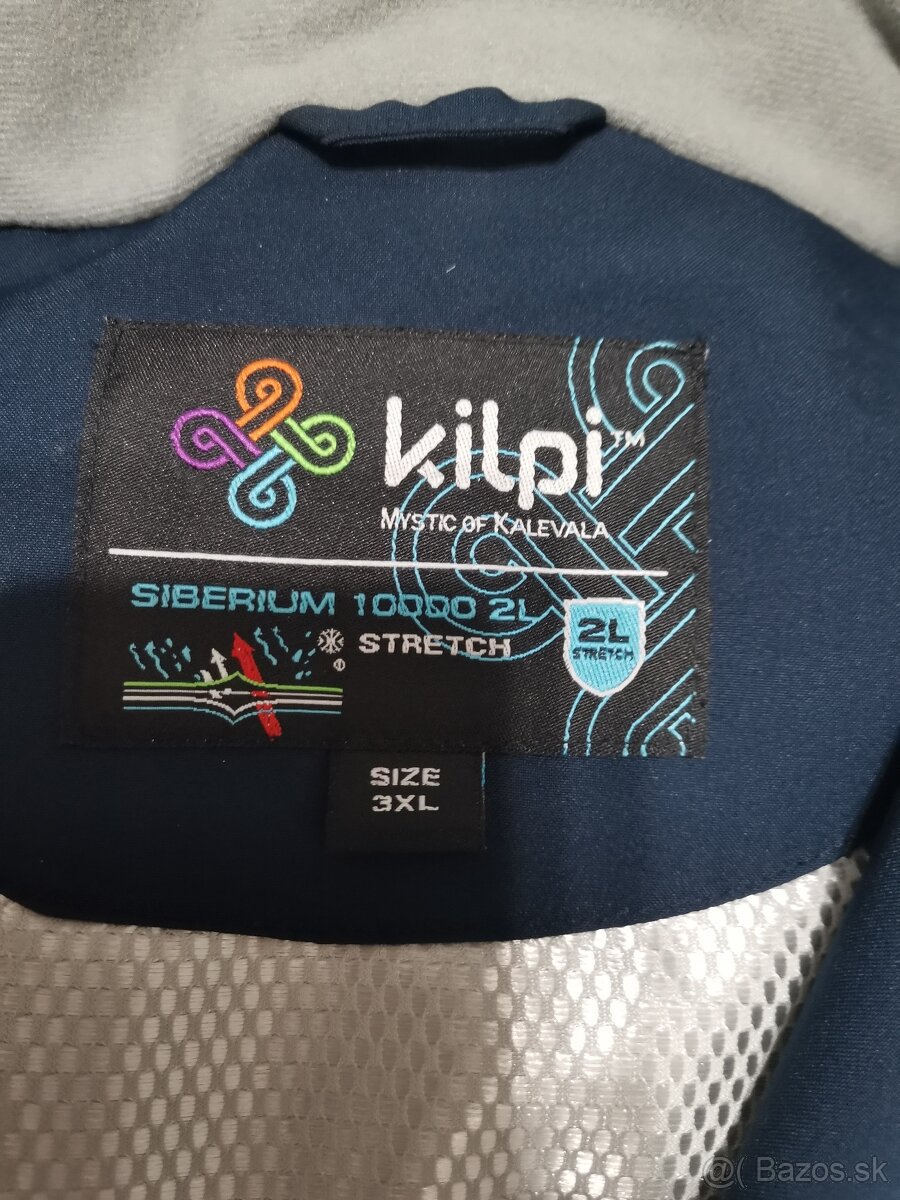 kilpi™
MYSTIC OF KALEVALA
SIBERIUM 10000 2L
STRETCH
2L
STRETCH
SIZE
3XL
@( Bazos.sk